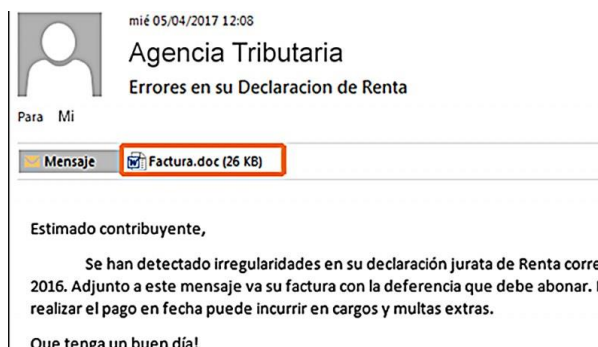 mié 05/04/2017 12:08
Agencia Tributaria
Errores en su Declaracion de Renta
Para Mi
Mensaje Factura.doc (26 KB)
Estimado contribuyente,
Se han detectado irregularidades en su declaración jurata de Renta corre
2016. Adjunto a este mensaje va su factura con la deferencia que debe abonar.
realizar el pago en fecha puede incurrir en cargos y multas extras.
Que tenga un buen día!